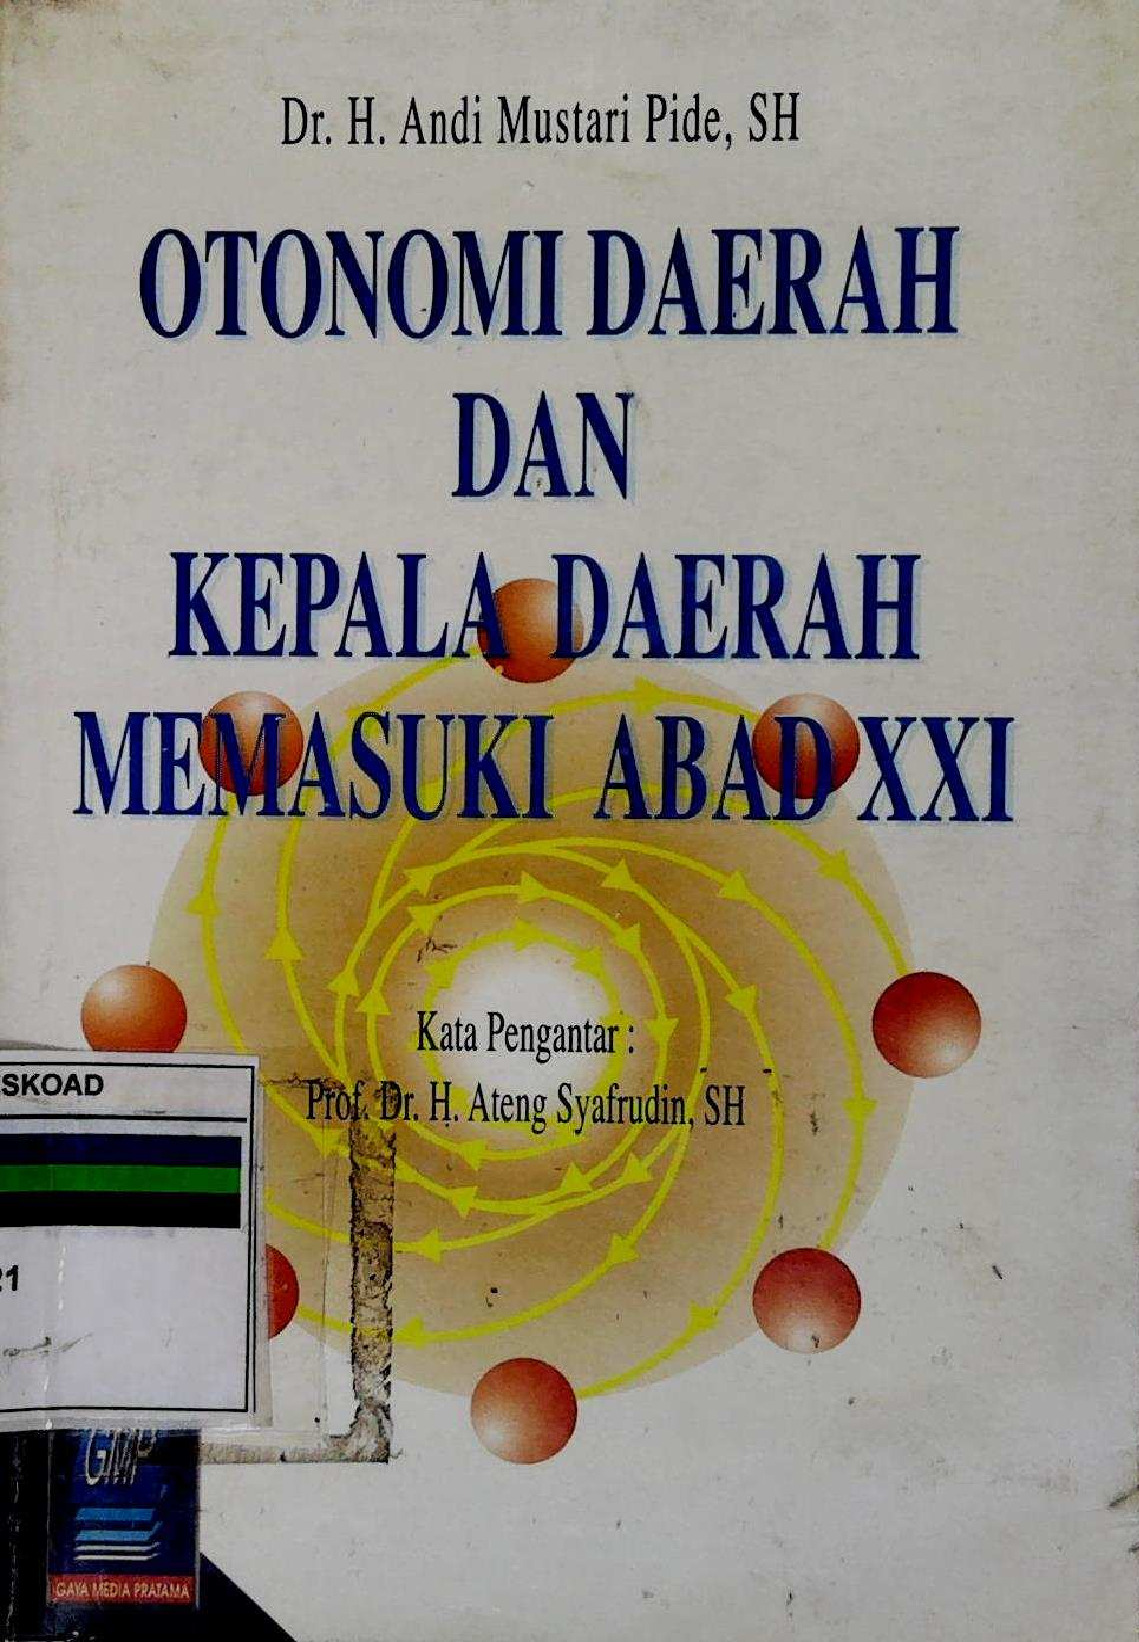 Dr. H. Andi Mustari Pide, SH
OTONOMI DAERAH
DAN
KEPALA DAERAH
MEMASUKI ABAD XXI
Kata Pengantar :
Prof. Dr. H. Ateng Syafrudin, SH
SKOAD
21
GMP
GAYA MEDIA PRATAMA